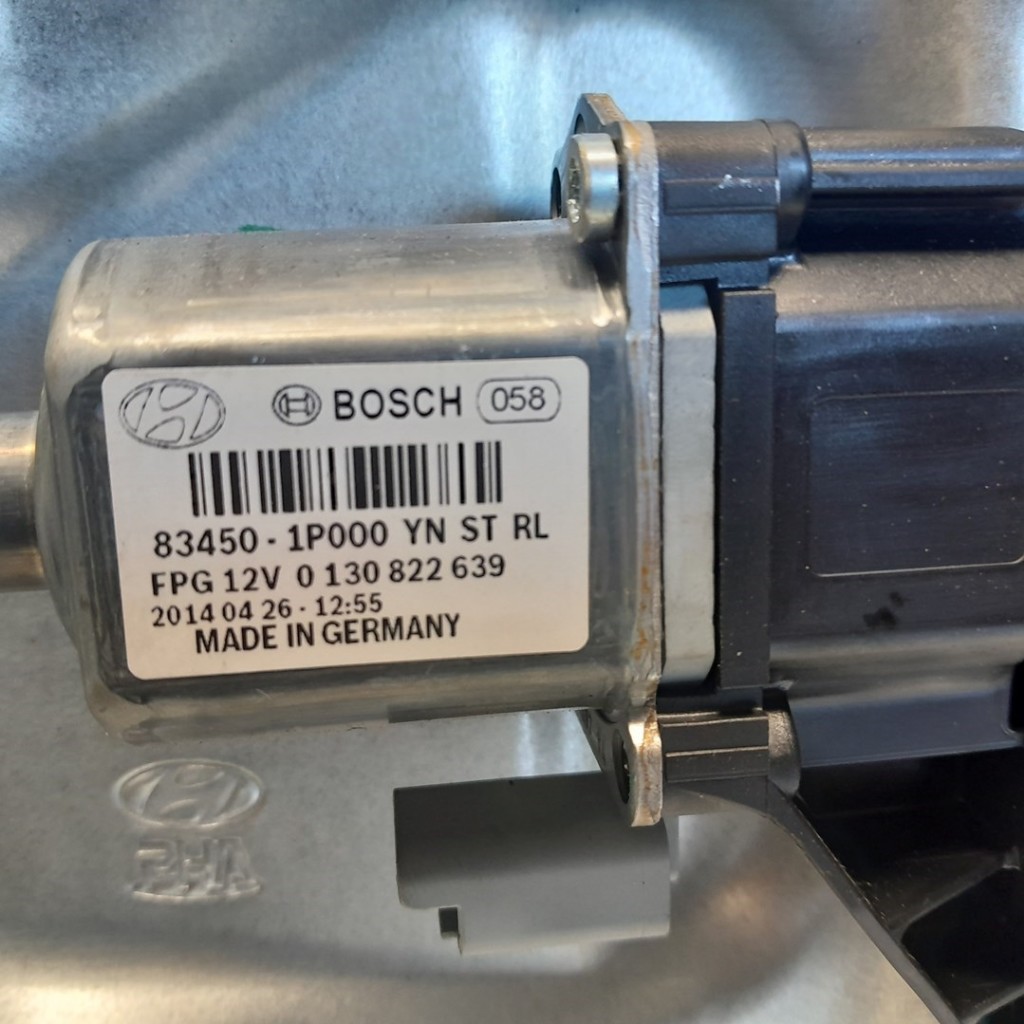 BOSCH 058
83450 - 1P000 YN ST RL
FPG 12V 0 130 822 639
2014 04 26 - 12:55
MADE IN GERMANY